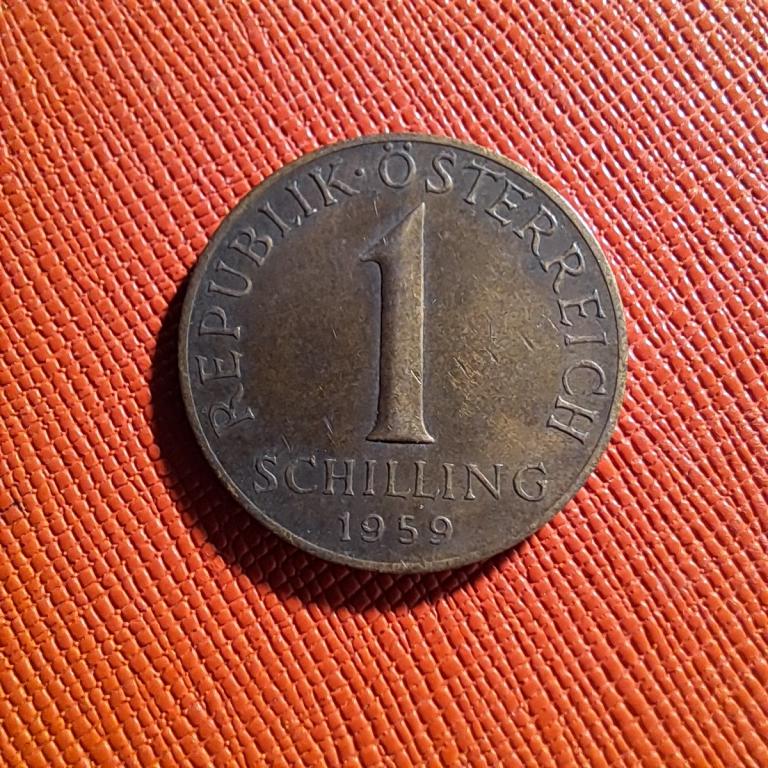 REPUBLIK · ÖSTERREICH
1
SCHILLING
1959